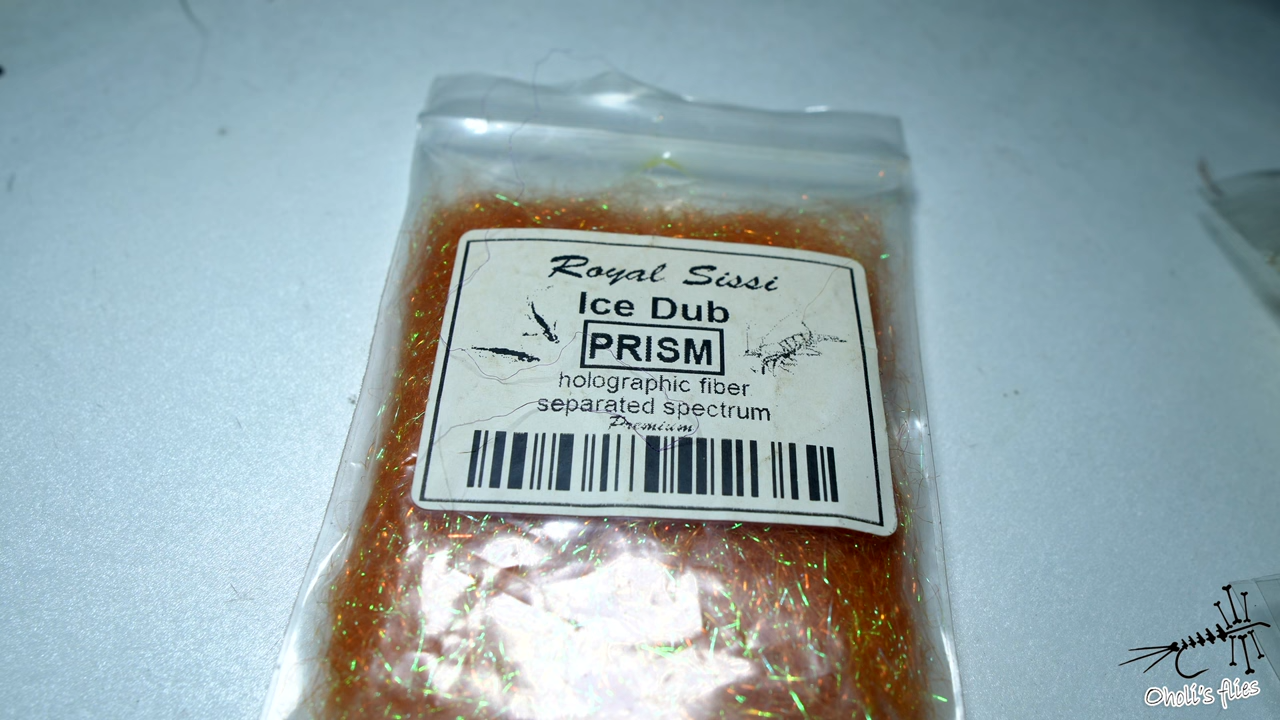 Royal Sissi
Ice Dub
PRISM
holographic fiber
separated spectrum
Premium
Oholi's flies